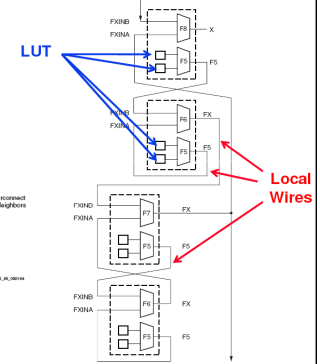 FXINB
F8
X
FXINA
LUT
F5
F5
FXINB
F6
FX
FXINA
F5
F5
Local
Wires
rconnect
leighbors
FXIND
F7
FX
FXINA
F5
F5
FXINB
F6
FX
FXINA
F5
F5